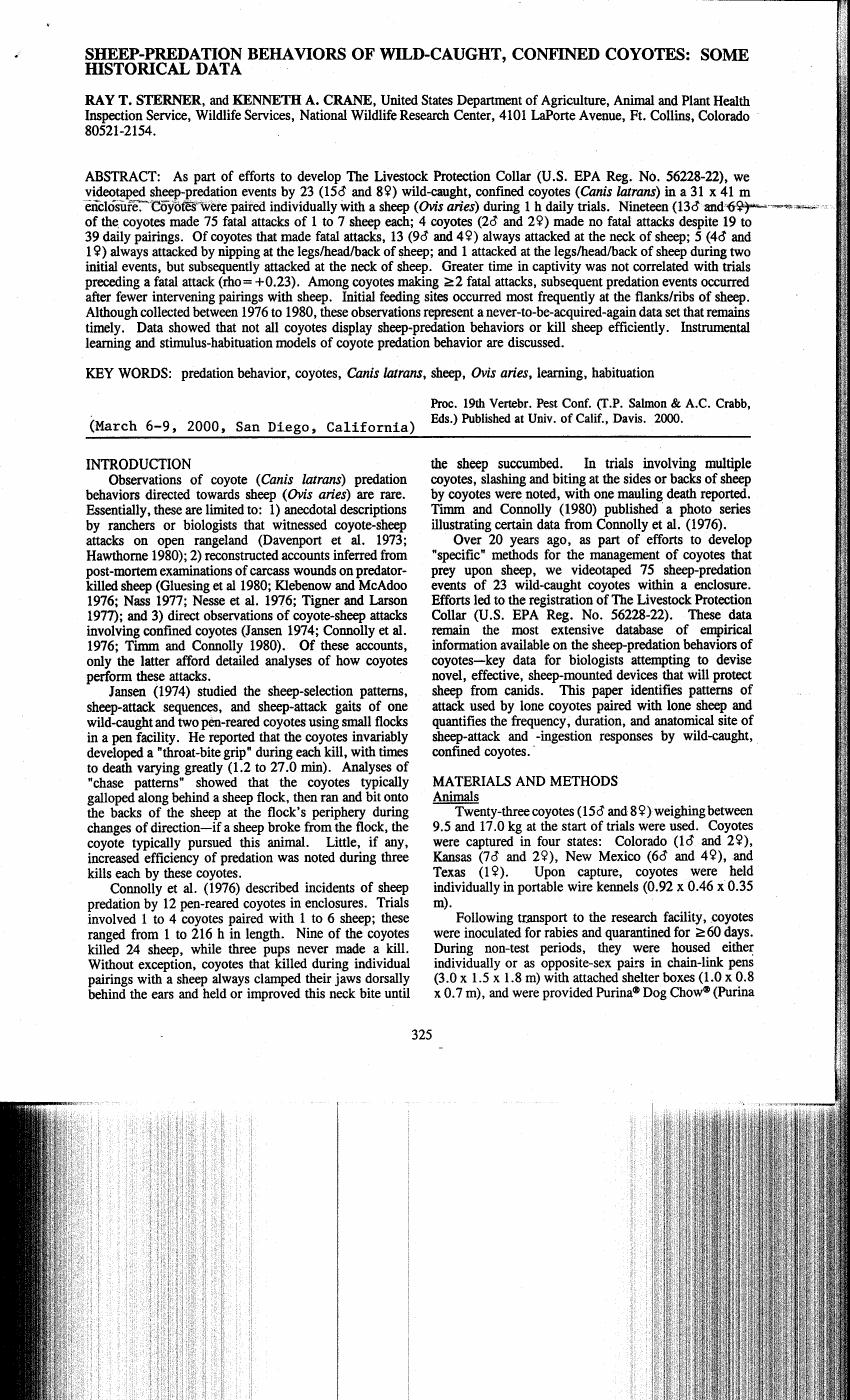 SHEEP-PREDATION BEHAVIORS OF WILD-CAUGHT, CONFINED COYOTES: SOME
HISTORICAL DATA
RAY T. STERNER, and KENNETH A. CRANE, United States Department of Agriculture, Animal and Plant Health
Inspection Service, Wildlife Services, National Wildlife Research Center, 4101 LaPorte Avenue, Ft. Collins, Colorado
80521-2154.
ABSTRACT: As part of efforts to develop The Livestock Protection Collar (U.S. EPA Reg. No. 56228-22), we
videotaped sheep-predation events by 23 (15♂ and 8♀) wild-caught, confined coyotes (Canis latrans) in a 31 x 41 m
enclosure. Coyotes were paired individually with a sheep (Ovis aries) during 1 h daily trials. Nineteen (13♂ and 6♀)
of the coyotes made 75 fatal attacks of 1 to 7 sheep each; 4 coyotes (2♂ and 2♀) made no fatal attacks despite 19 to
39 daily pairings. Of coyotes that made fatal attacks, 13 (9♂ and 4♀) always attacked at the neck of sheep; 5 (4♂ and
1♀) always attacked by nipping at the legs/head/back of sheep; and 1 attacked at the legs/head/back of sheep during two
initial events, but subsequently attacked at the neck of sheep. Greater time in captivity was not correlated with trials
preceding a fatal attack (rho=+0.23). Among coyotes making ≥2 fatal attacks, subsequent predation events occurred
after fewer intervening pairings with sheep. Initial feeding sites occurred most frequently at the flanks/ribs of sheep.
Although collected between 1976 to 1980, these observations represent a never-to-be-acquired-again data set that remains
timely. Data showed that not all coyotes display sheep-predation behaviors or kill sheep efficiently. Instrumental
learning and stimulus-habituation models of coyote predation behavior are discussed.
KEY WORDS: predation behavior, coyotes, Canis latrans, sheep, Ovis aries, learning, habituation
(March 6-9, 2000, San Diego, California)
Proc. 19th Vertebr. Pest Conf. (T.P. Salmon & A.C. Crabb,
Eds.) Published at Univ. of Calif., Davis. 2000.
INTRODUCTION
Observations of coyote (Canis latrans) predation
behaviors directed towards sheep (Ovis aries) are rare.
Essentially, these are limited to: 1) anecdotal descriptions
by ranchers or biologists that witnessed coyote-sheep
attacks on open rangeland (Davenport et al. 1973;
Hawthorne 1980); 2) reconstructed accounts inferred from
post-mortem examinations of carcass wounds on predator-
killed sheep (Gluesing et al 1980; Klebenow and McAdoo
1976; Nass 1977; Nesse et al. 1976; Tigner and Larson
1977); and 3) direct observations of coyote-sheep attacks
involving confined coyotes (Jansen 1974; Connolly et al.
1976; Timm and Connolly 1980). Of these accounts,
only the latter afford detailed analyses of how coyotes
perform these attacks.
Jansen (1974) studied the sheep-selection patterns,
sheep-attack sequences, and sheep-attack gaits of one
wild-caught and two pen-reared coyotes using small flocks
in a pen facility. He reported that the coyotes invariably
developed a "throat-bite grip" during each kill, with times
to death varying greatly (1.2 to 27.0 min). Analyses of
"chase patterns" showed that the coyotes typically
galloped along behind a sheep flock, then ran and bit onto
the backs of the sheep at the flock's periphery during
changes of direction—if a sheep broke from the flock, the
coyote typically pursued this animal. Little, if any,
increased efficiency of predation was noted during three
kills each by these coyotes.
Connolly et al. (1976) described incidents of sheep
predation by 12 pen-reared coyotes in enclosures. Trials
involved 1 to 4 coyotes paired with 1 to 6 sheep; these
ranged from 1 to 216 h in length. Nine of the coyotes
killed 24 sheep, while three pups never made a kill.
Without exception, coyotes that killed during individual
pairings with a sheep always clamped their jaws dorsally
behind the ears and held or improved this neck bite until
the sheep succumbed. In trials involving multiple
coyotes, slashing and biting at the sides or backs of sheep
by coyotes were noted, with one mauling death reported.
Timm and Connolly (1980) published a photo series
illustrating certain data from Connolly et al. (1976).
Over 20 years ago, as part of efforts to develop
"specific" methods for the management of coyotes that
prey upon sheep, we videotaped 75 sheep-predation
events of 23 wild-caught coyotes within a enclosure.
Efforts led to the registration of The Livestock Protection
Collar (U.S. EPA Reg. No. 56228-22). These data
remain the most extensive database of empirical
information available on the sheep-predation behaviors of
coyotes—key data for biologists attempting to devise
novel, effective, sheep-mounted devices that will protect
sheep from canids. This paper identifies patterns of
attack used by lone coyotes paired with lone sheep and
quantifies the frequency, duration, and anatomical site of
sheep-attack and -ingestion responses by wild-caught,
confined coyotes.
MATERIALS AND METHODS
Animals
Twenty-three coyotes (15♂ and 8♀) weighing between
9.5 and 17.0 kg at the start of trials were used. Coyotes
were captured in four states: Colorado (1♂ and 2♀),
Kansas (7♂ and 2♀), New Mexico (6♂ and 4♀), and
Texas (1♀). Upon capture, coyotes were held
individually in portable wire kennels (0.92 x 0.46 x 0.35
m).
Following transport to the research facility, coyotes
were inoculated for rabies and quarantined for ≥60 days.
During non-test periods, they were housed either
individually or as opposite-sex pairs in chain-link pens
(3.0 x 1.5 x 1.8 m) with attached shelter boxes (1.0 x 0.8
x 0.7 m), and were provided Purina® Dog Chow® (Purina
325